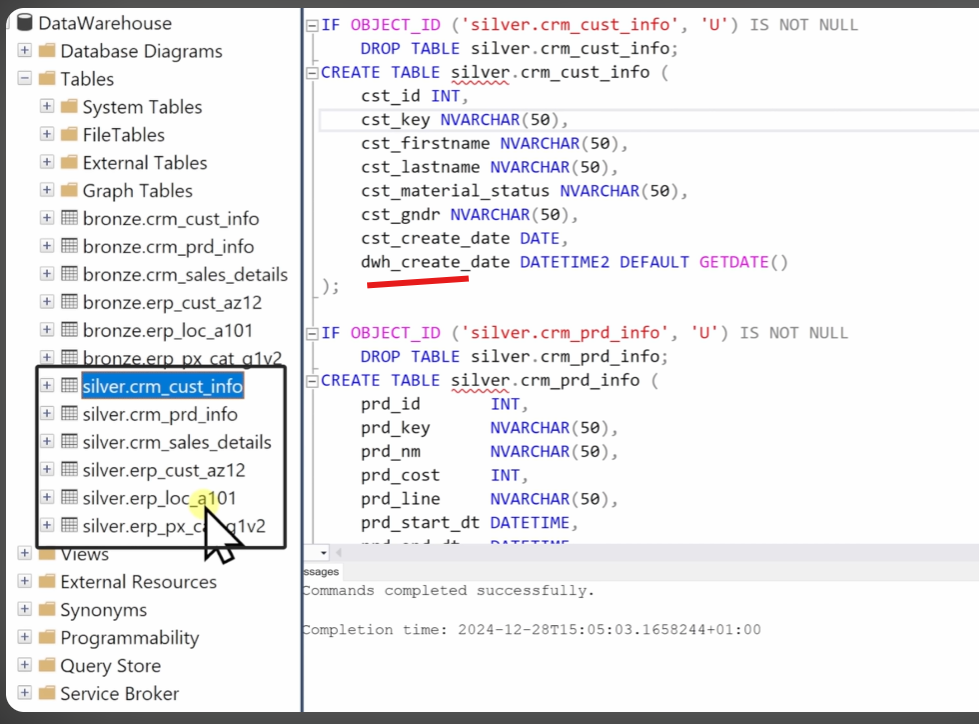 DataWarehouse
Database Diagrams
Tables
System Tables
FileTables
External Tables
Graph Tables
bronze.crm_cust_info
bronze.crm_prd_info
bronze.crm_sales_details
bronze.erp_cust_az12
bronze.erp_loc_a101
bronze.erp_px_cat_g1v2
silver.crm_cust_info
silver.crm_prd_info
silver.crm_sales_details
silver.erp_cust_az12
silver.erp_loc_a101
silver.erp_px_cat_g1v2
Views
External Resources
Synonyms
Programmability
Query Store
Service Broker
IF OBJECT_ID ('silver.crm_cust_info', 'U') IS NOT NULL
DROP TABLE silver.crm_cust_info;
CREATE TABLE silver.crm_cust_info (
cst_id INT,
cst_key NVARCHAR(50),
cst_firstname NVARCHAR(50),
cst_lastname NVARCHAR(50),
cst_material_status NVARCHAR(50),
cst_gndr NVARCHAR(50),
cst_create_date DATE,
dwh_create_date DATETIME2 DEFAULT GETDATE()
);
IF OBJECT_ID ('silver.crm_prd_info', 'U') IS NOT NULL
DROP TABLE silver.crm_prd_info;
CREATE TABLE silver.crm_prd_info (
prd_id INT,
prd_key NVARCHAR(50),
prd_nm NVARCHAR(50),
prd_cost INT,
prd_line NVARCHAR(50),
prd_start_dt DATETIME,
ssages
Commands completed successfully.
Completion time: 2024-12-28T15:05:03.1658244+01:00